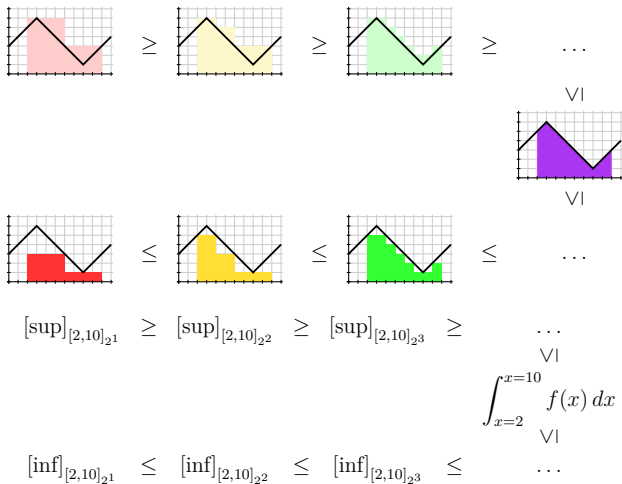 ≥ ≥ ≥ …
≥
≥
≤ ≤ ≤ …
[sup]_{[2,10]_{2^1}} ≥ [sup]_{[2,10]_{2^2}} ≥ [sup]_{[2,10]_{2^3}} ≥ …
≥
∫_{x=2}^{x=10} f(x) dx
≥
[inf]_{[2,10]_{2^1}} ≤ [inf]_{[2,10]_{2^2}} ≤ [inf]_{[2,10]_{2^3}} ≤ …